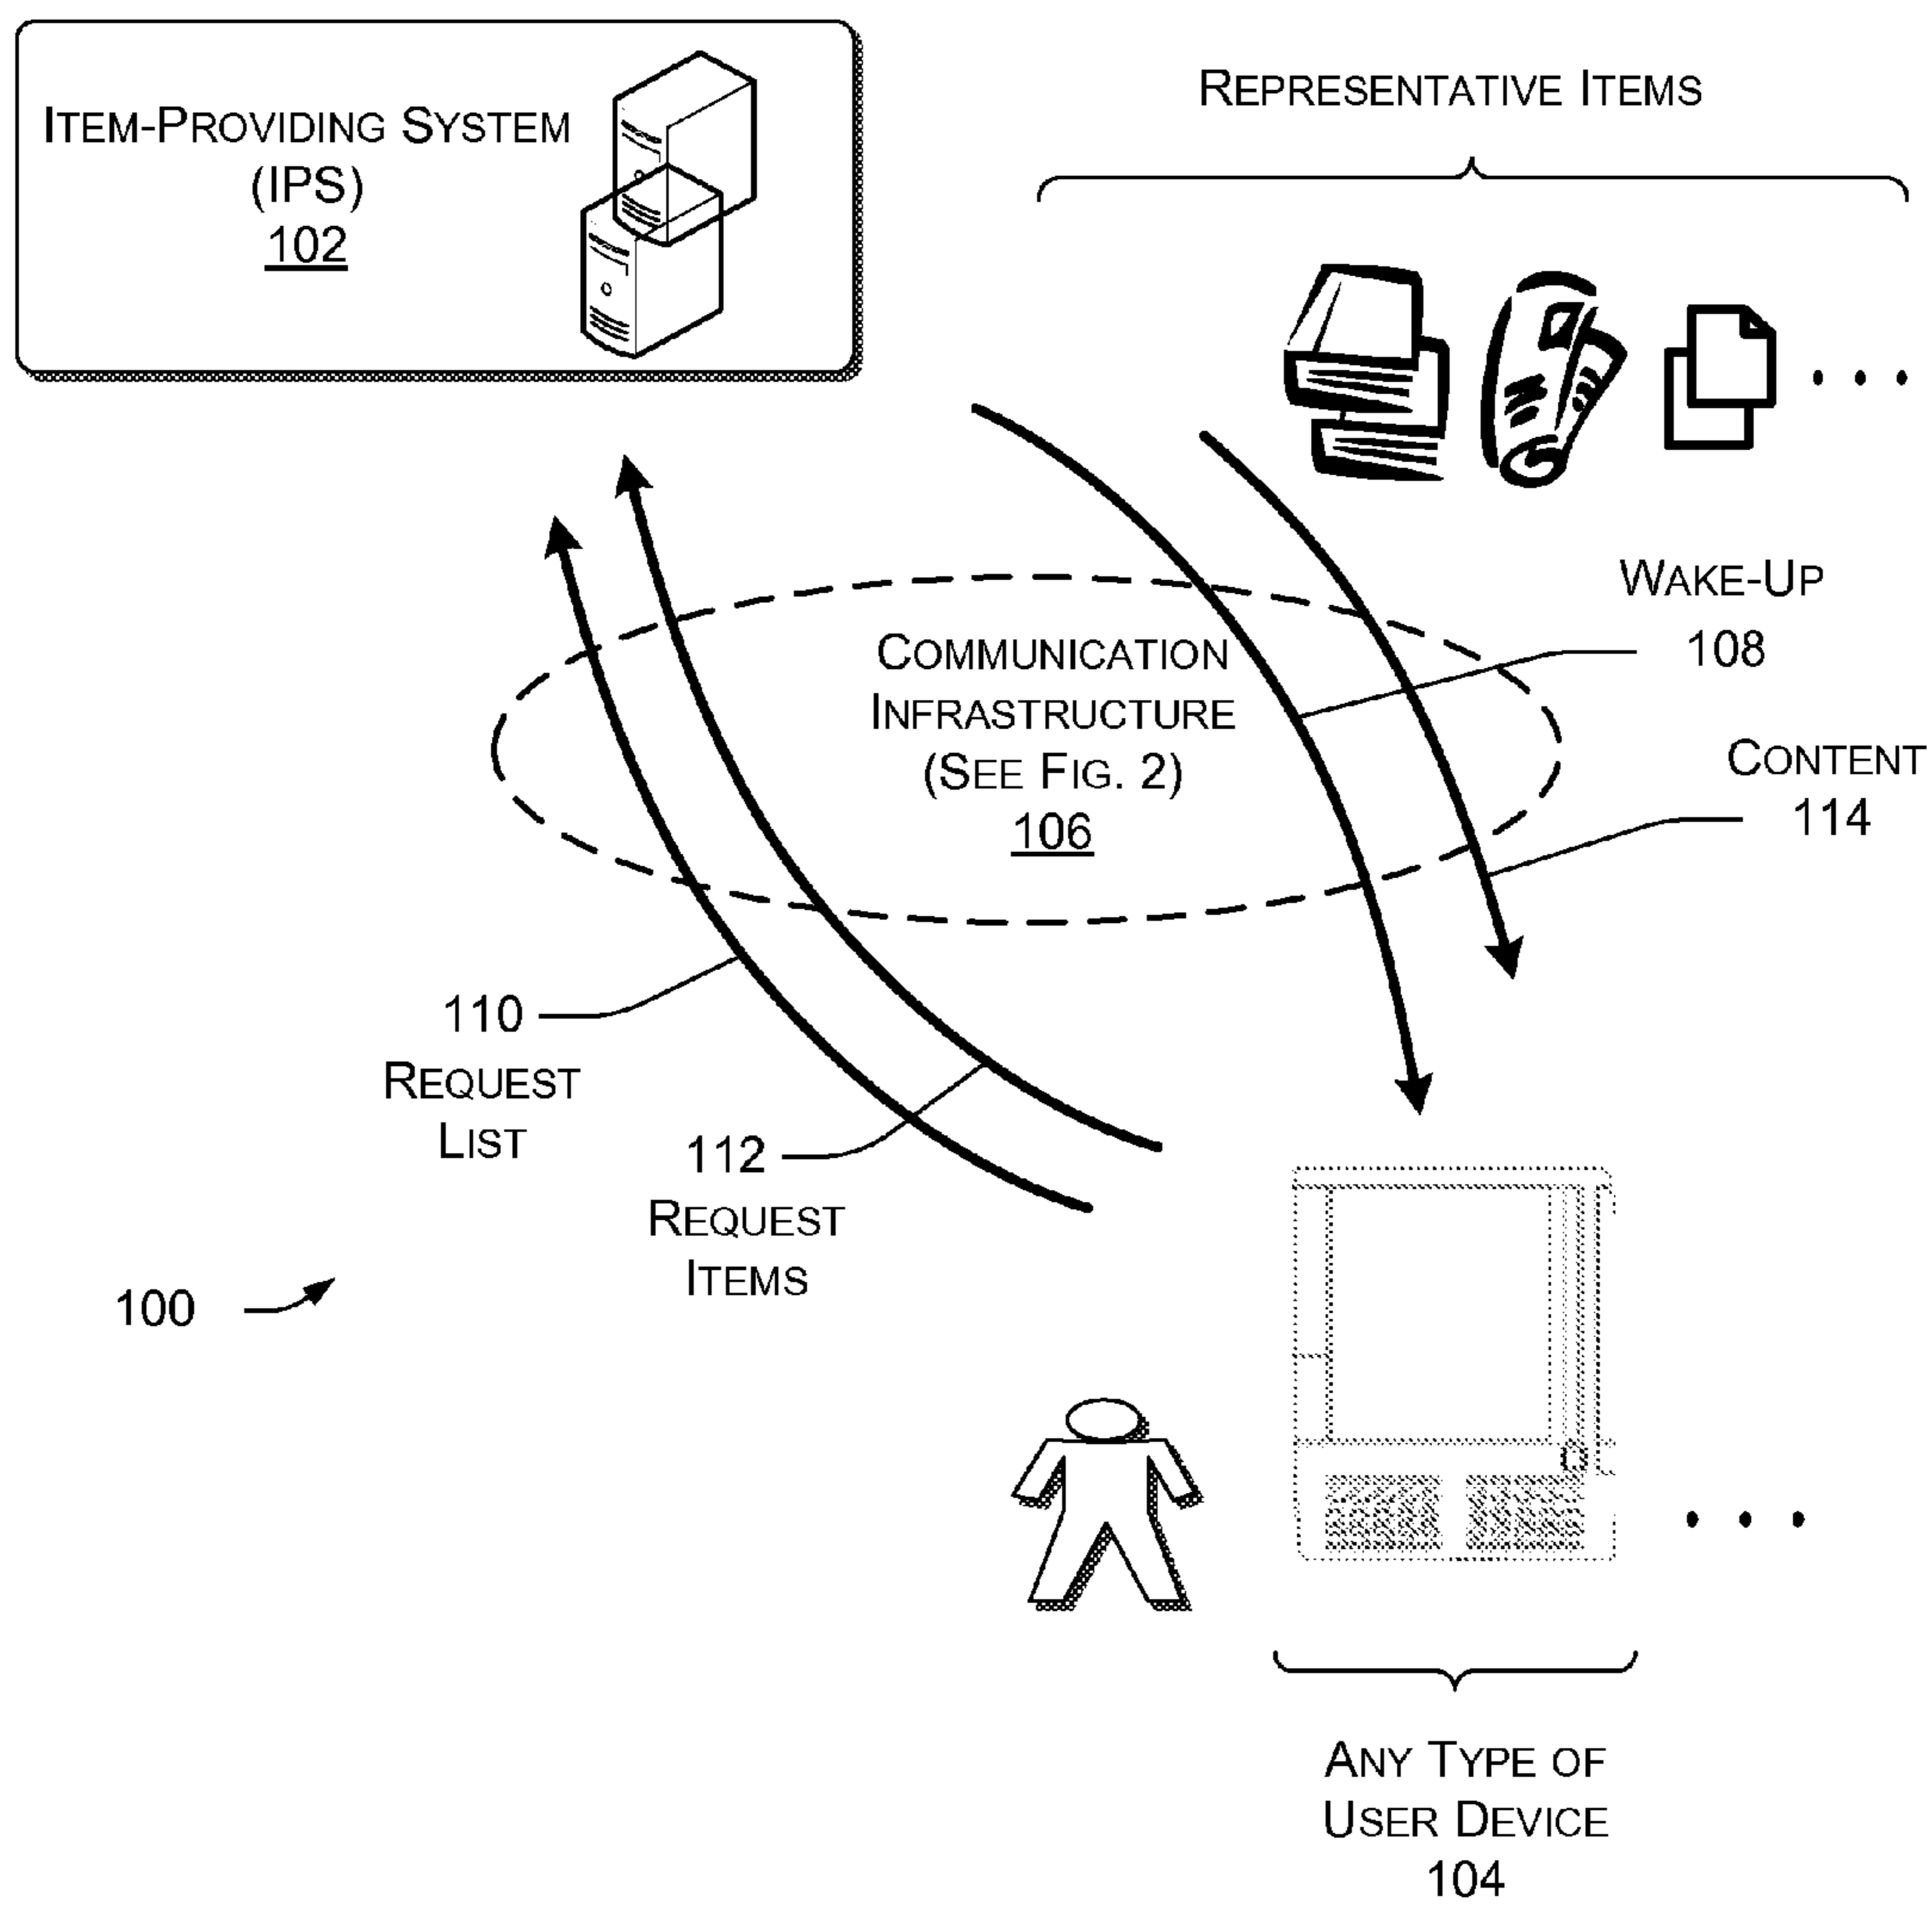 ITEM-PROVIDING SYSTEM
(IPS)
102
REPRESENTATIVE ITEMS
WAKE-UP
108
COMMUNICATION
INFRASTRUCTURE
(SEE FIG. 2)
106
CONTENT
114
110
REQUEST
LIST
112
REQUEST
ITEMS
100
ANY TYPE OF
USER DEVICE
104